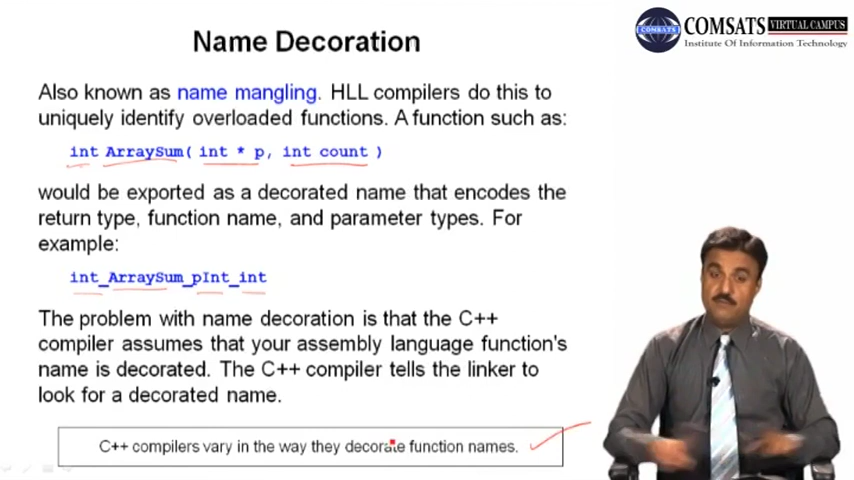 Name Decoration
COMSATS VIRTUAL CAMPUS
COMSATS
Institute Of Information Technology
Also known as name mangling. HLL compilers do this to
uniquely identify overloaded functions. A function such as:
int ArraySum( int * p, int count )
would be exported as a decorated name that encodes the
return type, function name, and parameter types. For
example:
int_ArraySum_pInt_int
The problem with name decoration is that the C++
compiler assumes that your assembly language function's
name is decorated. The C++ compiler tells the linker to
look for a decorated name.
C++ compilers vary in the way they decorate function names.